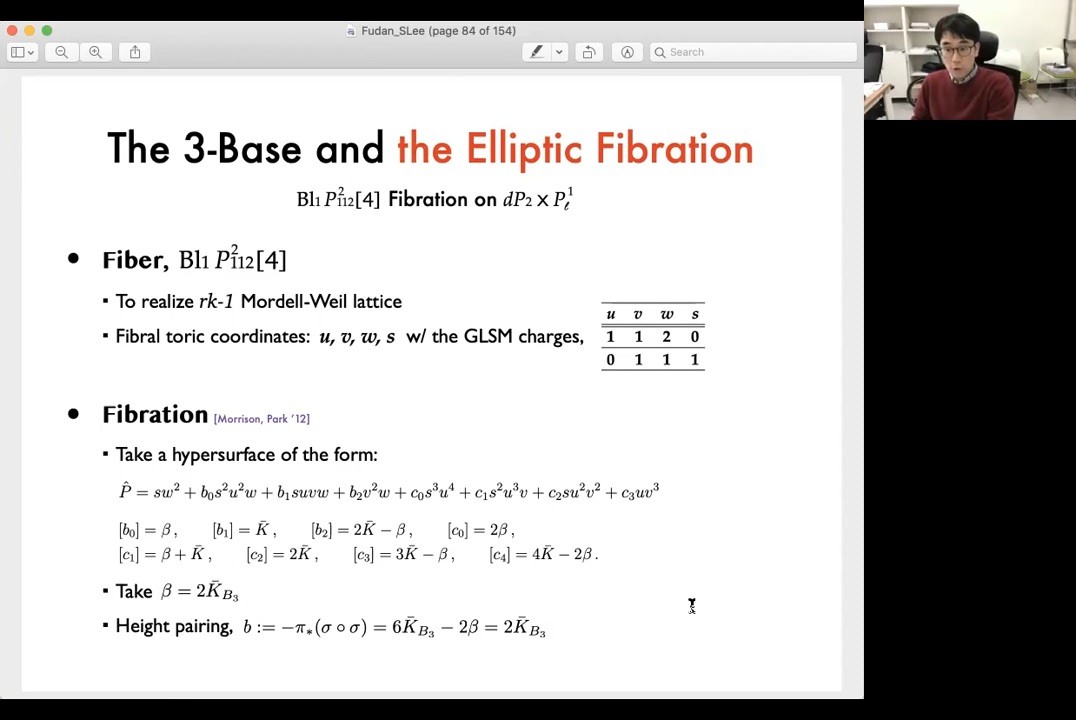 Fudan_SLee (page 84 of 154)
Search
The 3-Base and the Elliptic Fibration
Bl₁ P²₁₁₂[4] Fibration on dP₂ x P¹_ℓ
● Fiber, Bl₁ P²₁₁₂[4]
▪ To realize rk-1 Mordell-Weil lattice
▪ Fibral toric coordinates: u, v, w, s w/ the GLSM charges,
u v w s
1 1 2 0
0 1 1 1
● Fibration [Morrison, Park '12]
▪ Take a hypersurface of the form:
P̂ = sw² + b₀s²u²w + b₁suvw + b₂v²w + c₀s³u⁴ + c₁s²u³v + c₂su²v² + c₃uv³
[b₀] = β , [b₁] = K̄ , [b₂] = 2K̄ − β , [c₀] = 2β ,
[c₁] = β + K̄ , [c₂] = 2K̄ , [c₃] = 3K̄ − β , [c₄] = 4K̄ − 2β .
▪ Take β = 2K̄_B₃
▪ Height pairing, b := −π_*(σ ∘ σ) = 6K̄_B₃ − 2β = 2K̄_B₃